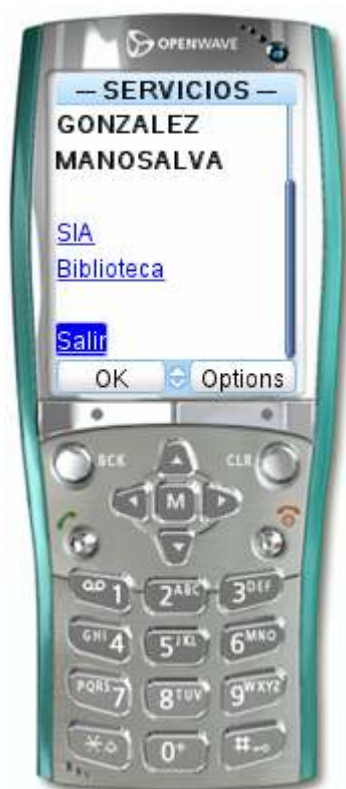 OPENWAVE
— SERVICIOS —
GONZALEZ
MANOSALVA
SIA
Biblioteca
Salir
OK Options
BCK CLR
M
1 2ABC 3DEF
GHI4 5JKL 6MNO
PQRS7 8TUV 9WXYZ
* 0+ #